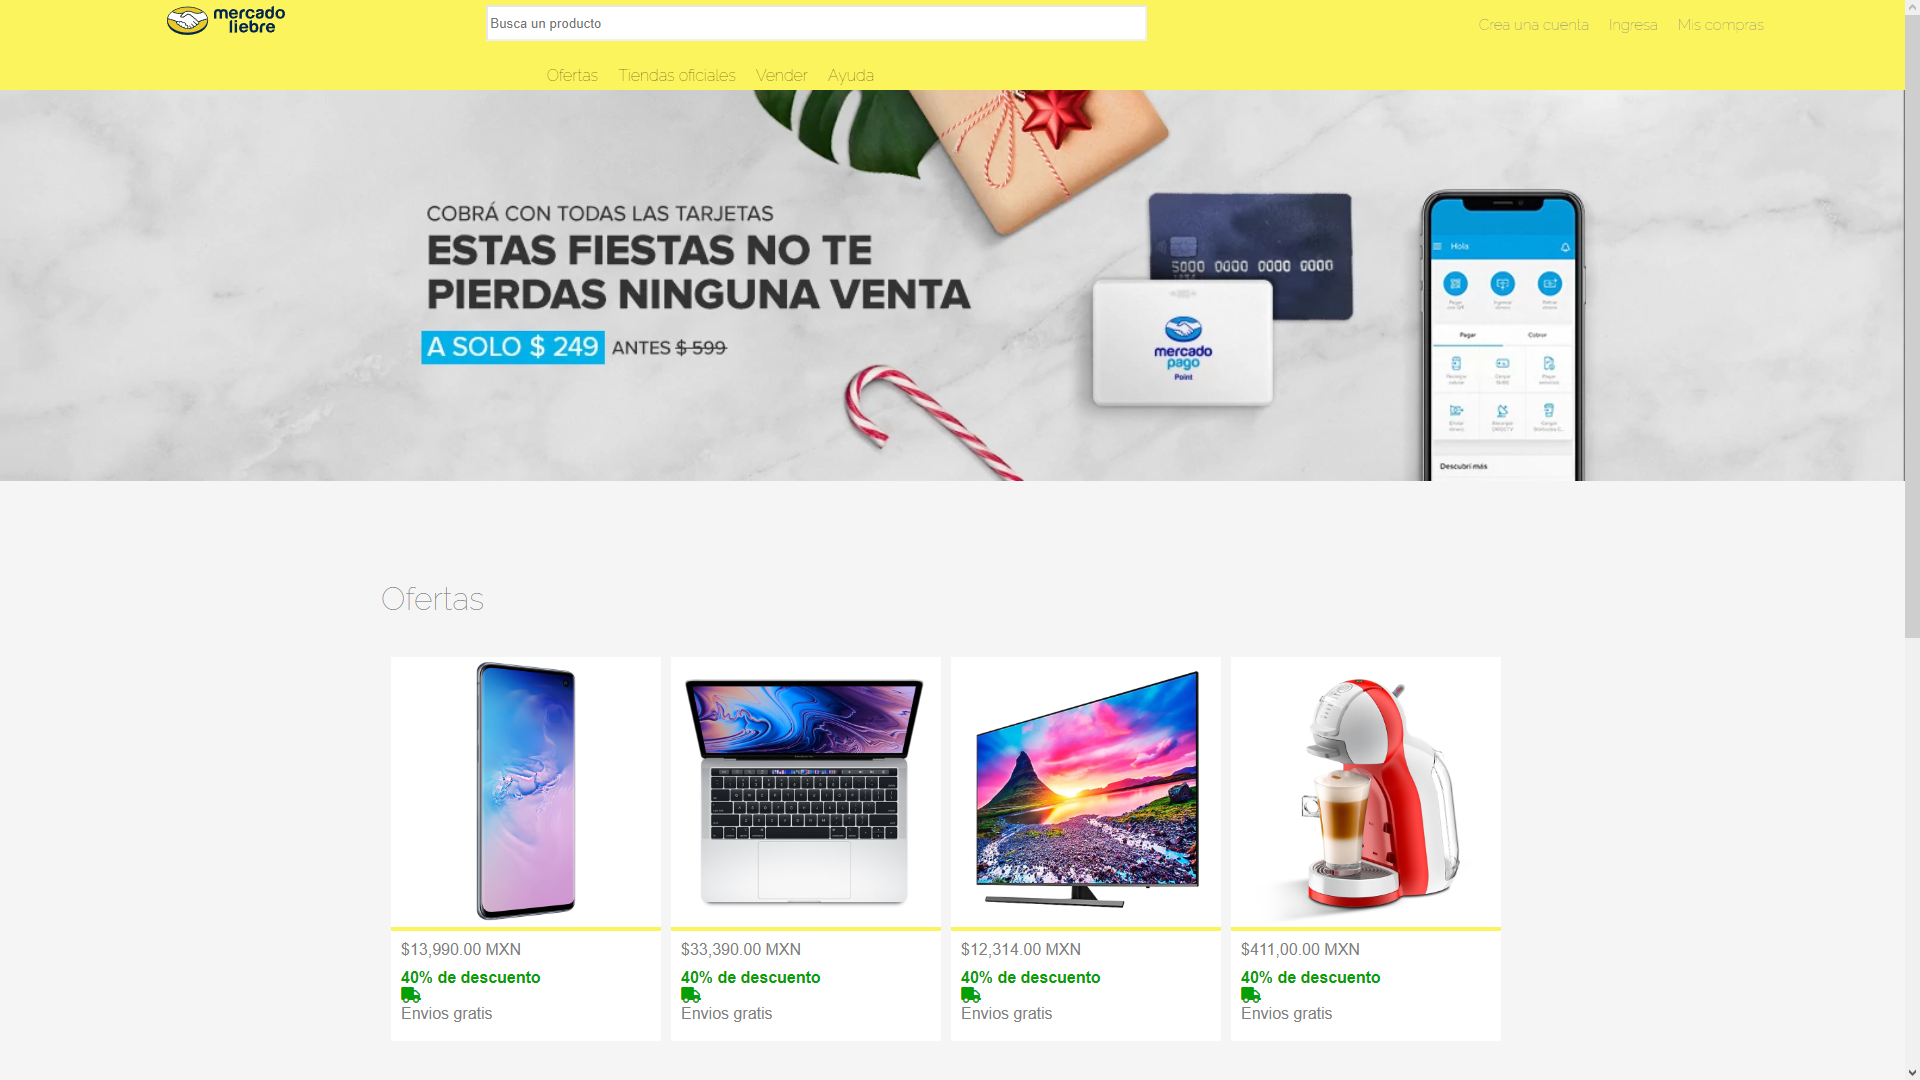 mercado
liebre
Busca un producto
Crea una cuenta
Ingresa
Mis compras
Ofertas
Tiendas oficiales
Vender
Ayuda
COBRÁ CON TODAS LAS TARJETAS
ESTAS FIESTAS NO TE
PIERDAS NINGUNA VENTA
A SOLO $ 249 ANTES $ 599
5000 0000 0000 0000
mercado
pago
Point
Hola
Pagar
Cobrar
Descubrí más
Ofertas
$13,990.00 MXN
40% de descuento
Envios gratis
$33,390.00 MXN
40% de descuento
Envios gratis
$12,314.00 MXN
40% de descuento
Envios gratis
$411,00.00 MXN
40% de descuento
Envios gratis